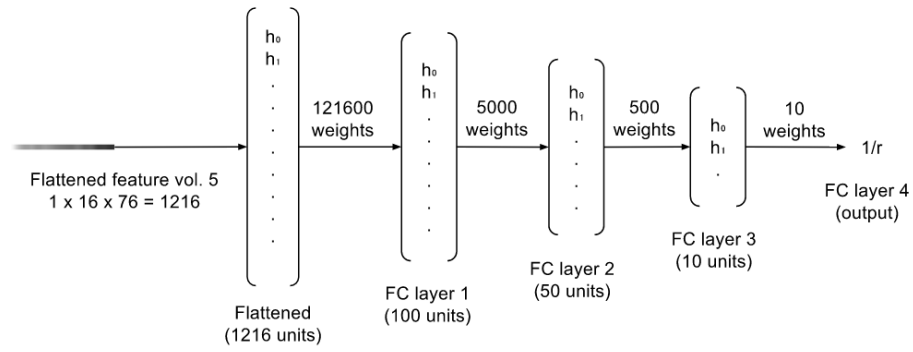 h₀
h₁
.
.
.
.
.
.
.
.
Flattened
(1216 units)
Flattened feature vol. 5
1 x 16 x 76 = 1216
121600
weights
h₀
h₁
.
.
.
.
.
.
FC layer 1
(100 units)
5000
weights
h₀
h₁
.
.
.
.
FC layer 2
(50 units)
500
weights
h₀
h₁
.
FC layer 3
(10 units)
10
weights
1/r
FC layer 4
(output)